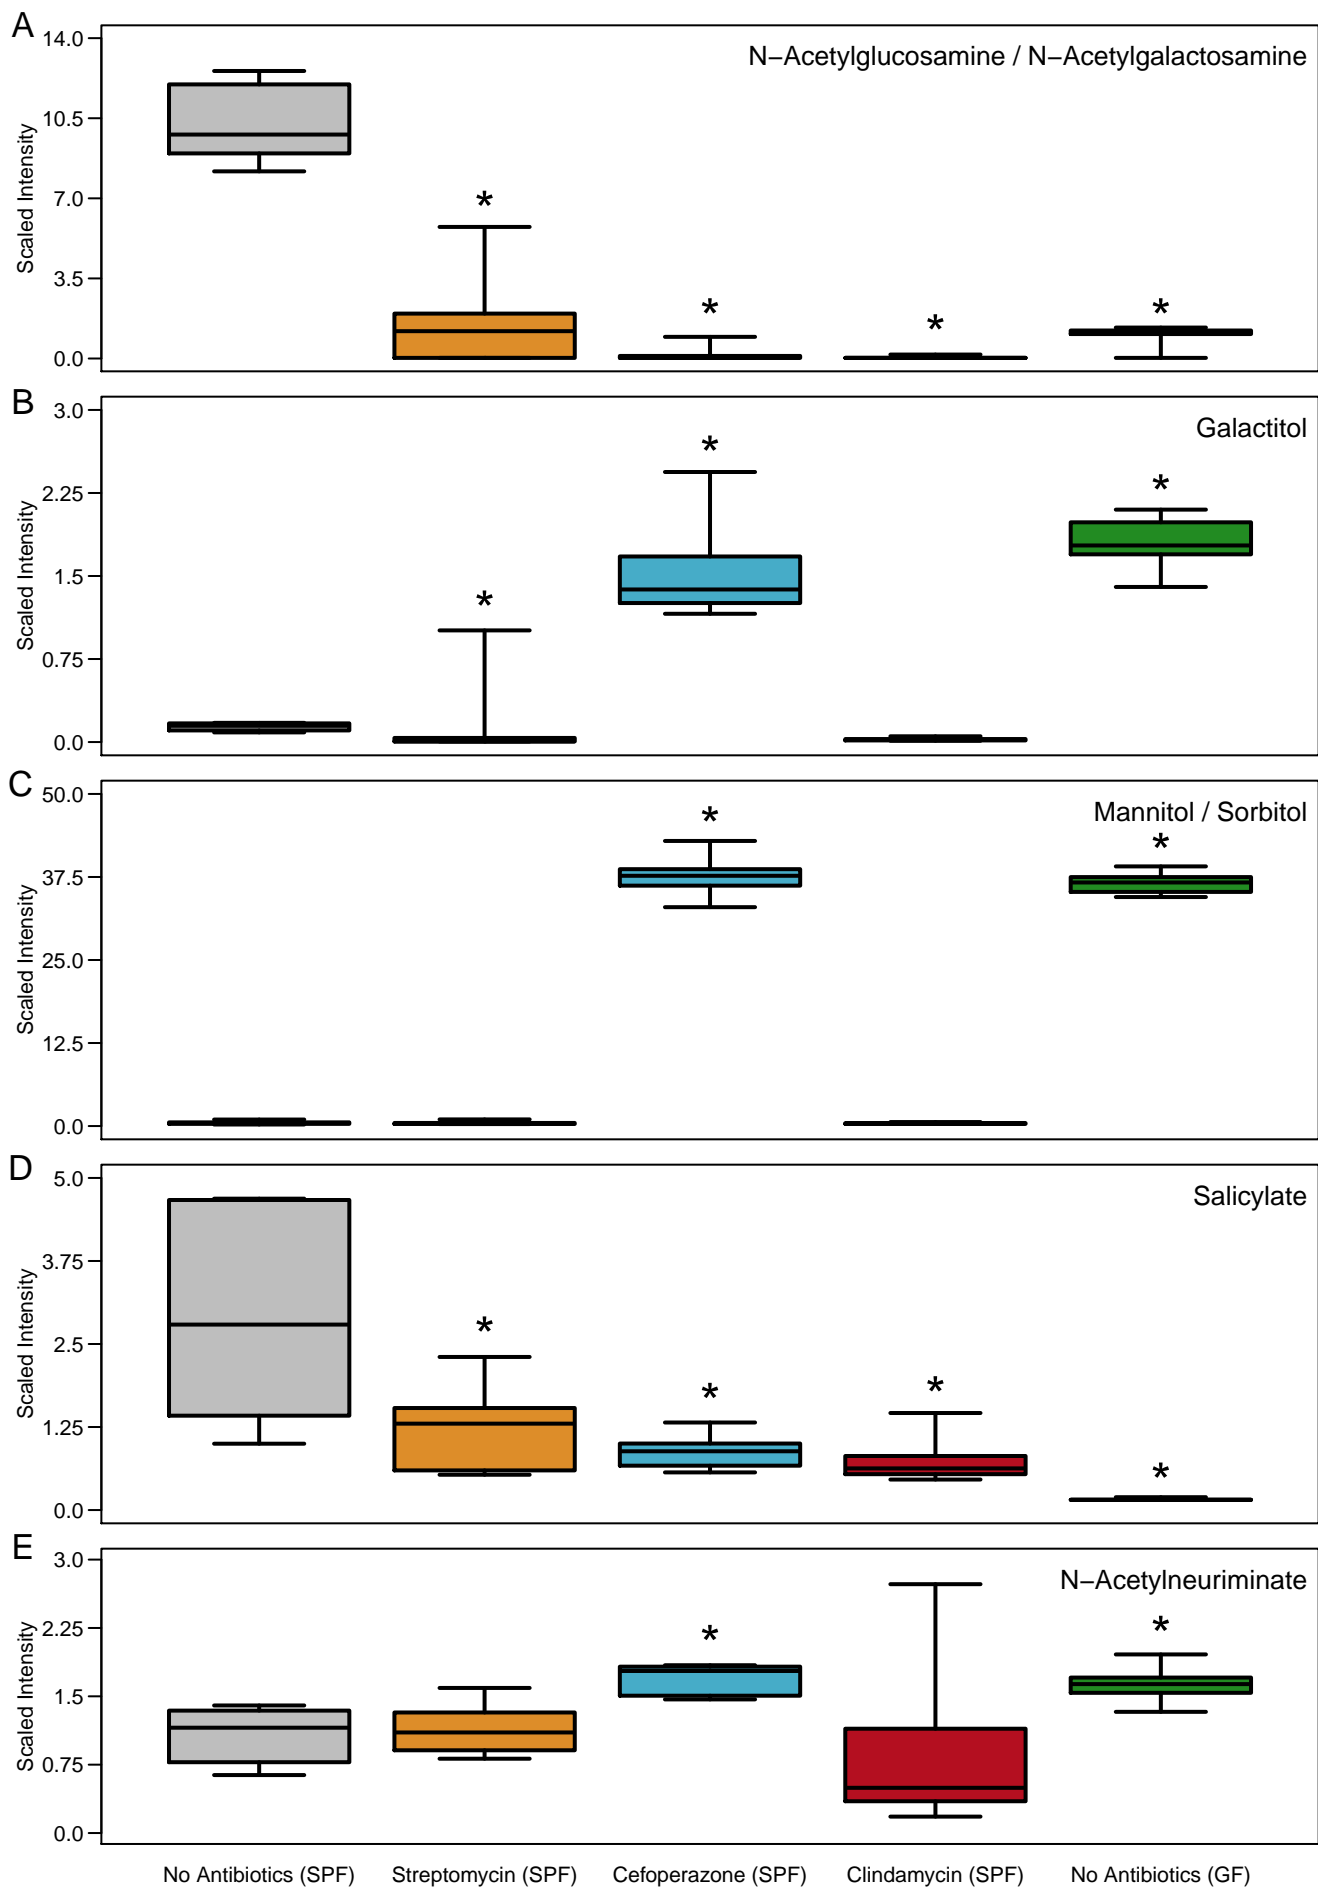 A
N−Acetylglucosamine / N−Acetylgalactosamine
Scaled Intensity
14.0
10.5
7.0
3.5
0.0
*
*
*
*
B
Galactitol
Scaled Intensity
3.0
2.25
1.5
0.75
0.0
*
*
*
C
Mannitol / Sorbitol
Scaled Intensity
50.0
37.5
25.0
12.5
0.0
*
*
D
Salicylate
Scaled Intensity
5.0
3.75
2.5
1.25
0.0
*
*
*
*
E
N−Acetylneuriminate
Scaled Intensity
3.0
2.25
1.5
0.75
0.0
*
*
No Antibiotics (SPF)
Streptomycin (SPF)
Cefoperazone (SPF)
Clindamycin (SPF)
No Antibiotics (GF)